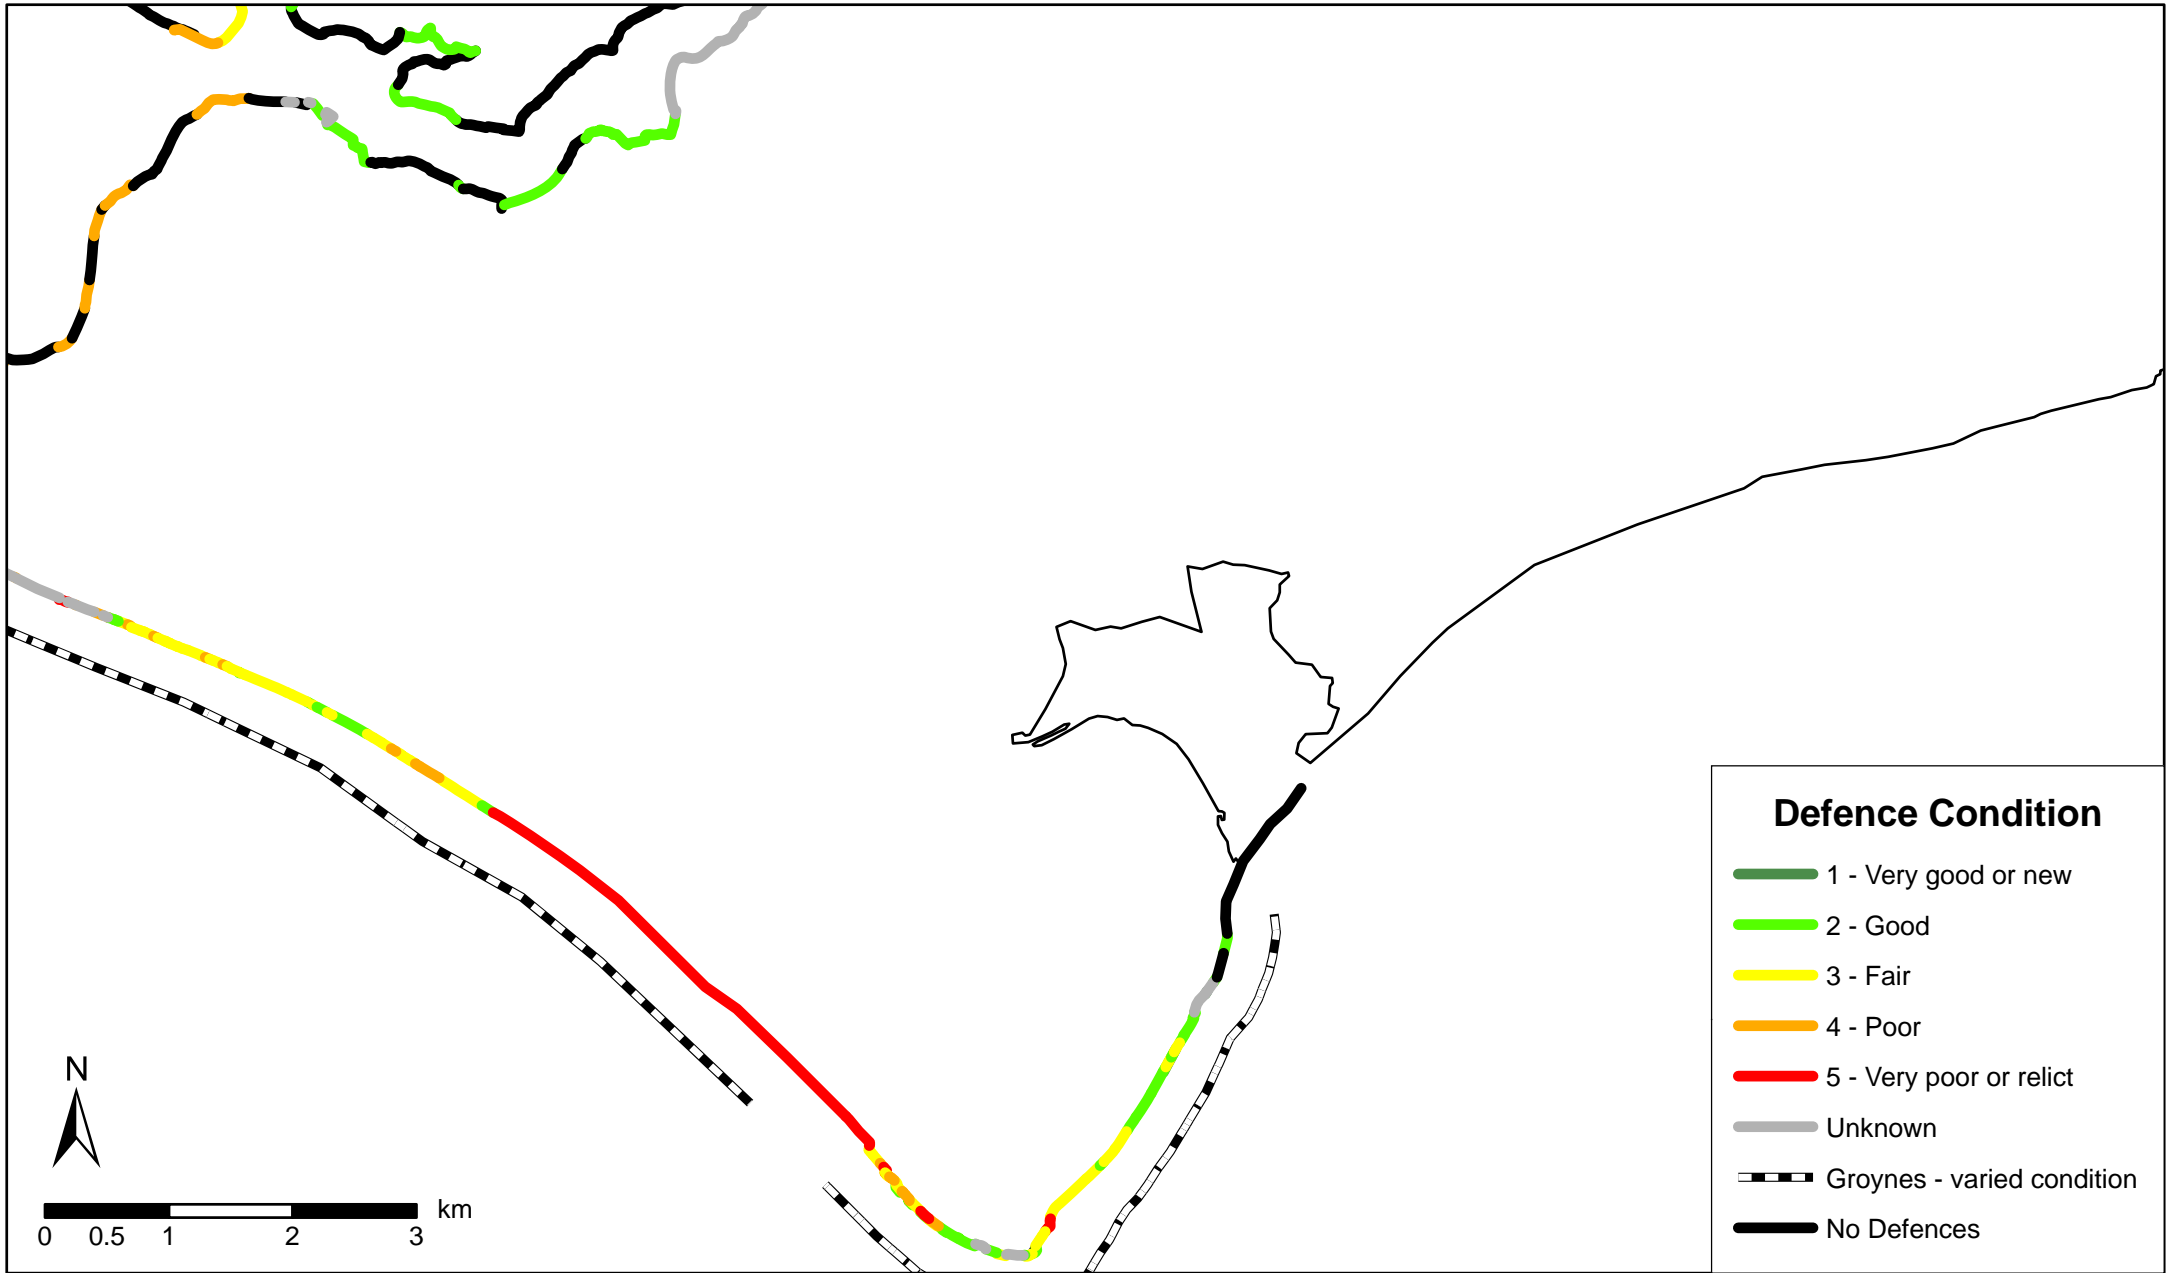 Defence Condition
1 - Very good or new
2 - Good
3 - Fair
4 - Poor
5 - Very poor or relict
Unknown
Groynes - varied condition
No Defences
N
km
0 0.5 1 2 3